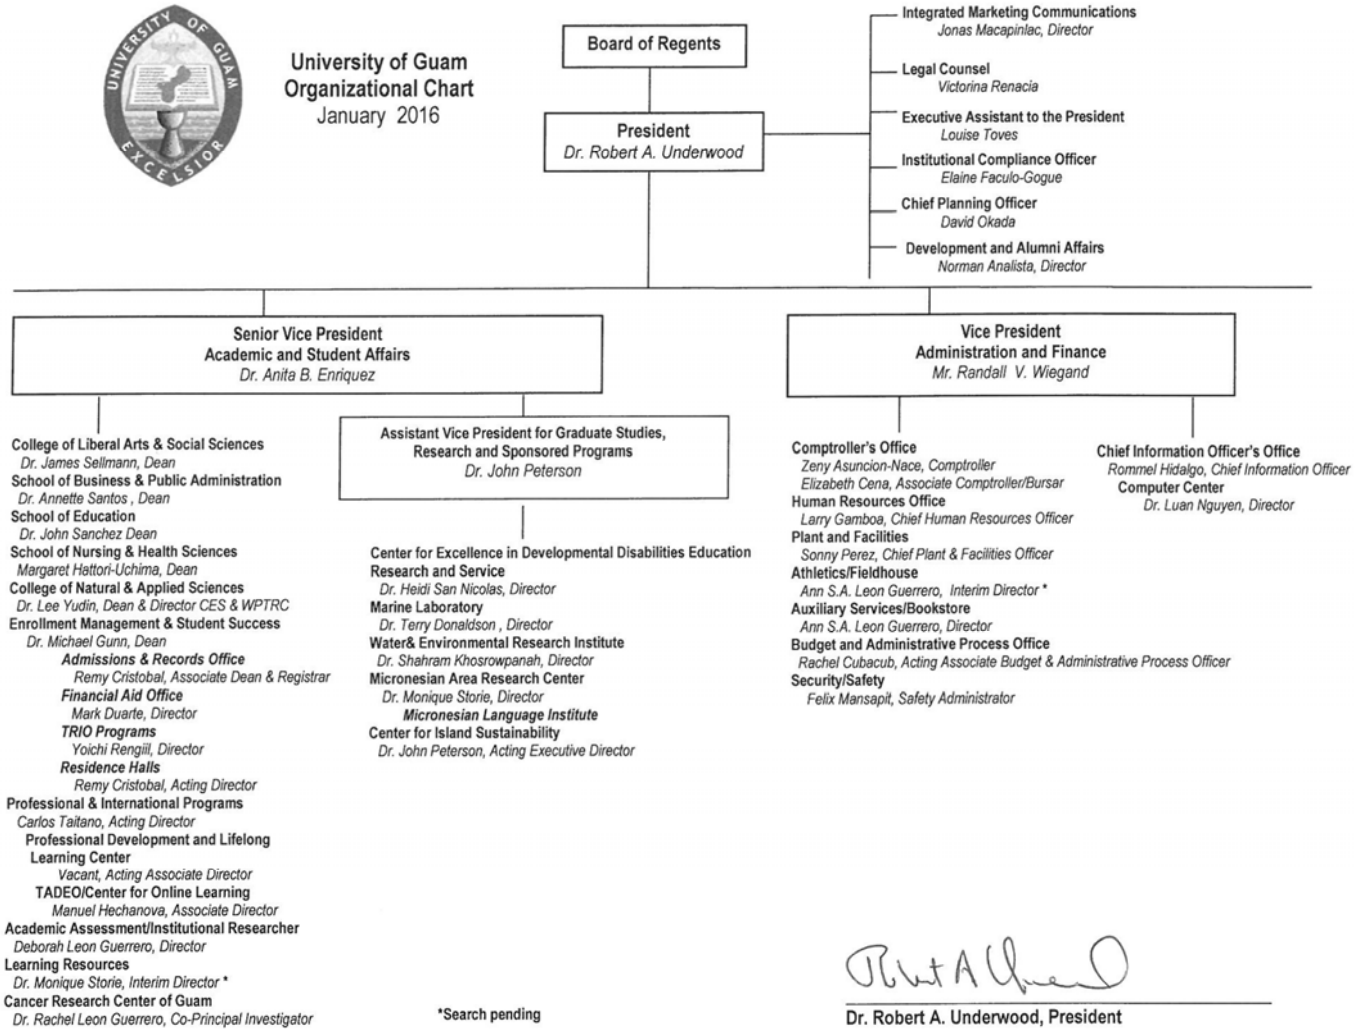 UNIVERSITY OF GUAM
EXCELSIOR
University of Guam
Organizational Chart
January 2016
Board of Regents
President
Dr. Robert A. Underwood
Integrated Marketing Communications
Jonas Macapinlac, Director
Legal Counsel
Victorina Renacia
Executive Assistant to the President
Louise Toves
Institutional Compliance Officer
Elaine Faculo-Gogue
Chief Planning Officer
David Okada
Development and Alumni Affairs
Norman Analista, Director
Senior Vice President
Academic and Student Affairs
Dr. Anita B. Enriquez
College of Liberal Arts & Social Sciences
Dr. James Sellmann, Dean
School of Business & Public Administration
Dr. Annette Santos , Dean
School of Education
Dr. John Sanchez Dean
School of Nursing & Health Sciences
Margaret Hattori-Uchima, Dean
College of Natural & Applied Sciences
Dr. Lee Yudin, Dean & Director CES & WPTRC
Enrollment Management & Student Success
Dr. Michael Gunn, Dean
Admissions & Records Office
Remy Cristobal, Associate Dean & Registrar
Financial Aid Office
Mark Duarte, Director
TRIO Programs
Yoichi Rengiil, Director
Residence Halls
Remy Cristobal, Acting Director
Professional & International Programs
Carlos Taitano, Acting Director
Professional Development and Lifelong
Learning Center
Vacant, Acting Associate Director
TADEO/Center for Online Learning
Manuel Hechanova, Associate Director
Academic Assessment/Institutional Researcher
Deborah Leon Guerrero, Director
Learning Resources
Dr. Monique Storie, Interim Director *
Cancer Research Center of Guam
Dr. Rachel Leon Guerrero, Co-Principal Investigator
Assistant Vice President for Graduate Studies,
Research and Sponsored Programs
Dr. John Peterson
Center for Excellence in Developmental Disabilities Education
Research and Service
Dr. Heidi San Nicolas, Director
Marine Laboratory
Dr. Terry Donaldson , Director
Water& Environmental Research Institute
Dr. Shahram Khosrowpanah, Director
Micronesian Area Research Center
Dr. Monique Storie, Director
Micronesian Language Institute
Center for Island Sustainability
Dr. John Peterson, Acting Executive Director
*Search pending
Vice President
Administration and Finance
Mr. Randall V. Wiegand
Comptroller's Office
Zeny Asuncion-Nace, Comptroller
Elizabeth Cena, Associate Comptroller/Bursar
Human Resources Office
Larry Gamboa, Chief Human Resources Officer
Plant and Facilities
Sonny Perez, Chief Plant & Facilities Officer
Athletics/Fieldhouse
Ann S.A. Leon Guerrero, Interim Director *
Auxiliary Services/Bookstore
Ann S.A. Leon Guerrero, Director
Budget and Administrative Process Office
Rachel Cubacub, Acting Associate Budget & Administrative Process Officer
Security/Safety
Felix Mansapit, Safety Administrator
Chief Information Officer's Office
Rommel Hidalgo, Chief Information Officer
Computer Center
Dr. Luan Nguyen, Director
Dr. Robert A. Underwood, President